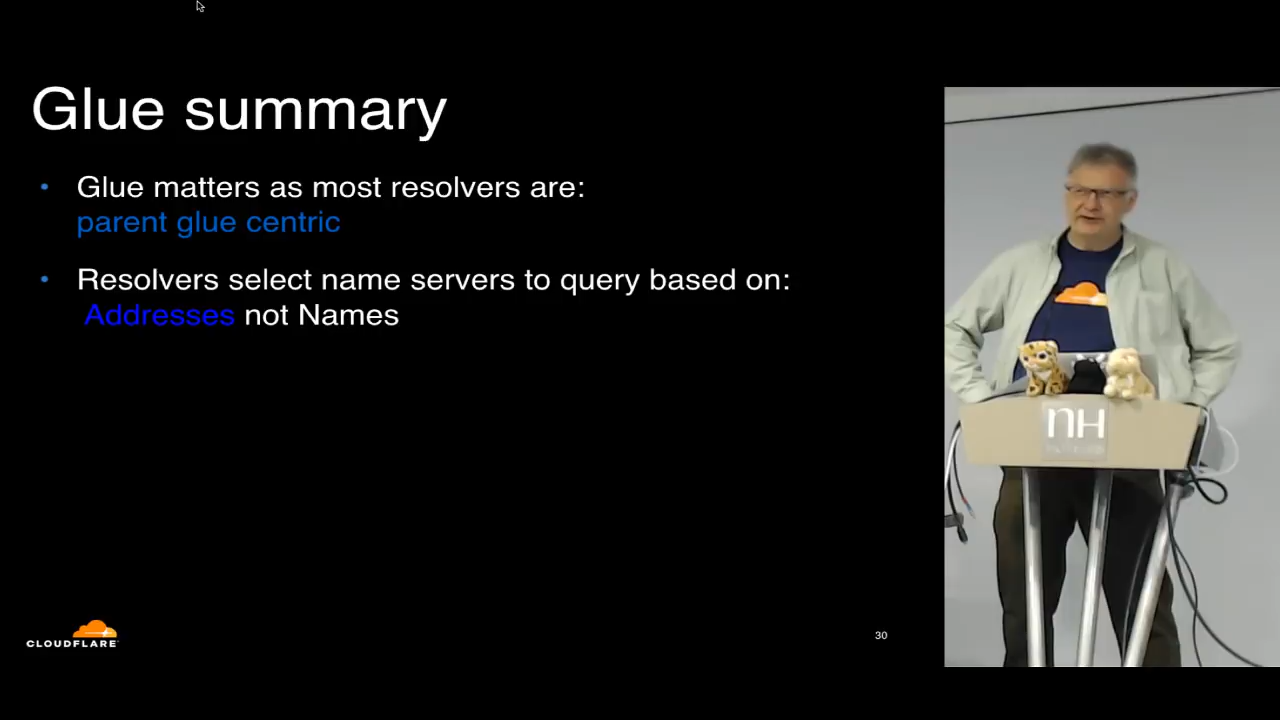 Glue summary
• Glue matters as most resolvers are:
parent glue centric
• Resolvers select name servers to query based on:
Addresses not Names
CLOUDFLARE
30
nH